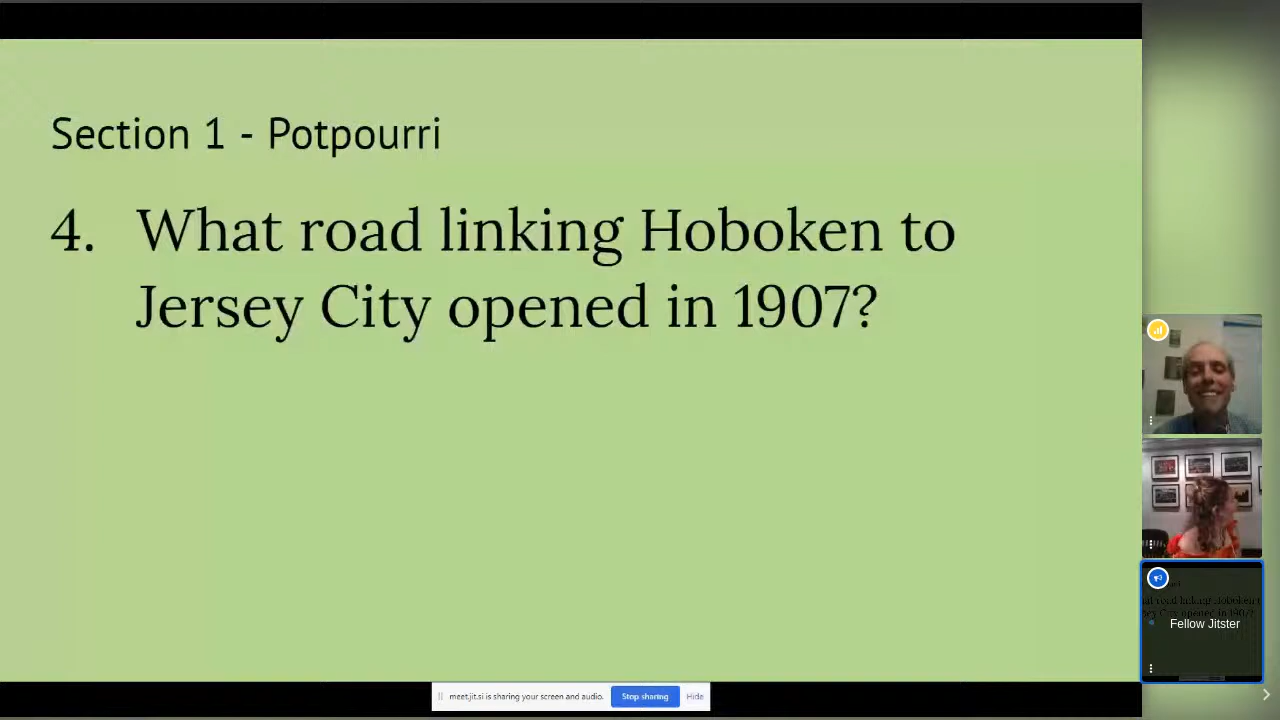 Section 1 - Potpourri
4. What road linking Hoboken to
Jersey City opened in 1907?
Fellow Jitster
meet.jit.si is sharing your screen and audio. Stop sharing Hide